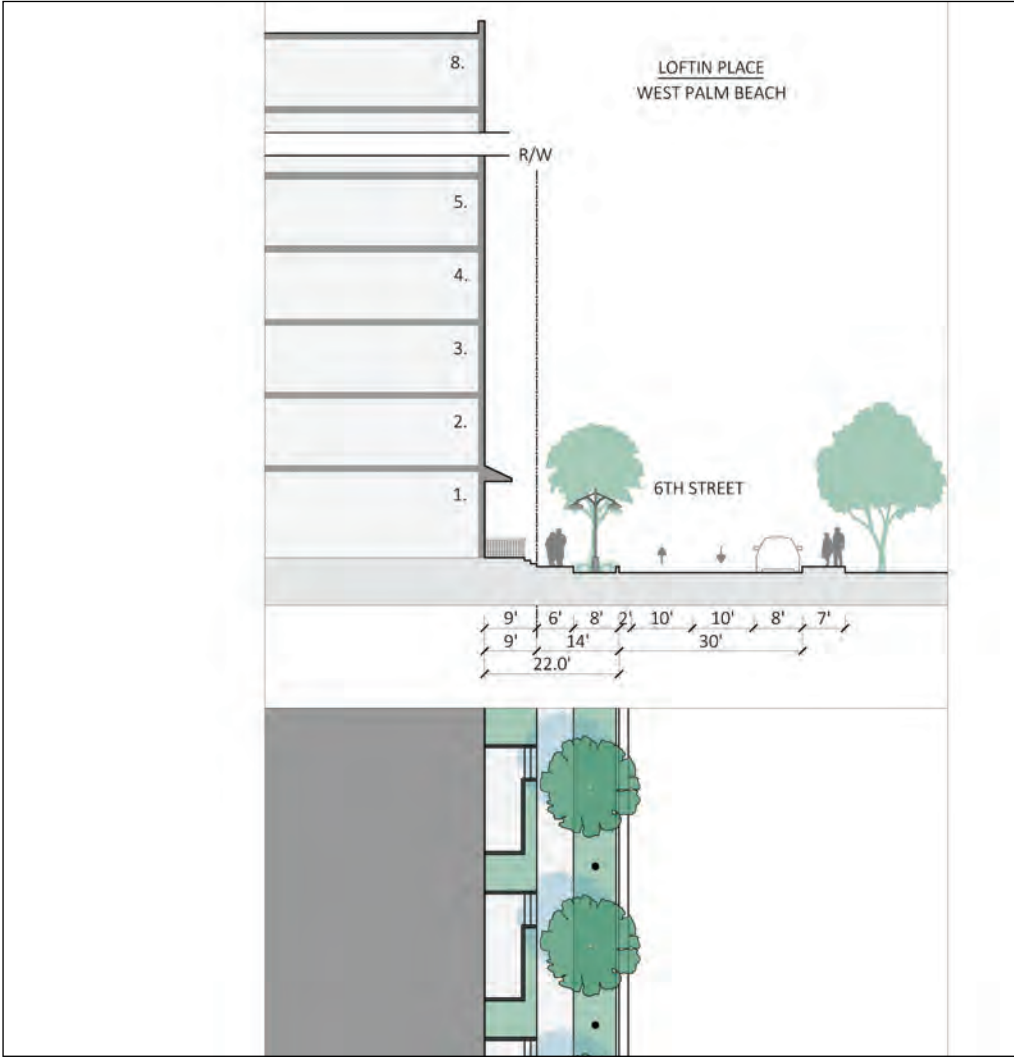 8.
LOFTIN PLACE
WEST PALM BEACH
R/W
5.
4.
3.
2.
1.
6TH STREET
9' 6' 8' 2' 10' 10' 8' 7'
9' 14' 30'
22.0'